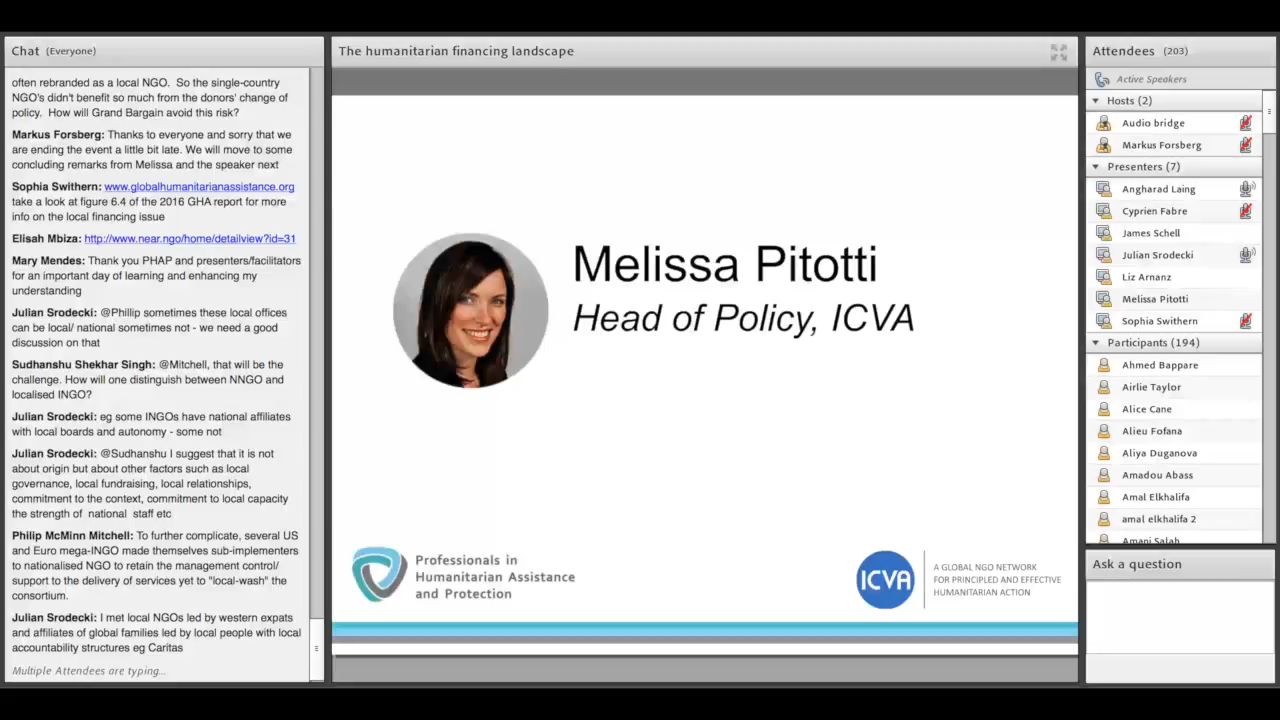 Chat (Everyone)
often rebranded as a local NGO. So the single-country
NGO's didn't benefit so much from the donors' change of
policy. How will Grand Bargain avoid this risk?
Markus Forsberg: Thanks to everyone and sorry that we
are ending the event a little bit late. We will move to some
concluding remarks from Melissa and the speaker next
Sophia Swithern: www.globalhumanitarianassistance.org
take a look at figure 6.4 of the 2016 GHA report for more
info on the local financing issue
Elisah Mbiza: http://www.near.ngo/home/detailview?id=31
Mary Mendes: Thank you PHAP and presenters/facilitators
for an important day of learning and enhancing my
understanding
Julian Srodecki: @Phillip sometimes these local offices
can be local/ national sometimes not - we need a good
discussion on that
Sudhanshu Shekhar Singh: @Mitchell, that will be the
challenge. How will one distinguish between NNGO and
localised INGO?
Julian Srodecki: eg some INGOs have national affiliates
with local boards and autonomy - some not
Julian Srodecki: @Sudhanshu I suggest that it is not
about origin but about other factors such as local
governance, local fundraising, local relationships,
commitment to the context, commitment to local capacity
the strength of national staff etc
Philip McMinn Mitchell: To further complicate, several US
and Euro mega-INGO made themselves sub-implementers
to nationalised NGO to retain the management control/
support to the delivery of services yet to "local-wash" the
consortium.
Julian Srodecki: I met local NGOs led by western expats
and affiliates of global families led by local people with local
accountability structures eg Caritas
Multiple Attendees are typing...
The humanitarian financing landscape
Melissa Pitotti
Head of Policy, ICVA
Professionals in
Humanitarian Assistance
and Protection
ICVA
A GLOBAL NGO NETWORK
FOR PRINCIPLED AND EFFECTIVE
HUMANITARIAN ACTION
Attendees (203)
Active Speakers
Hosts (2)
Audio bridge
Markus Forsberg
Presenters (7)
Angharad Laing
Cyprien Fabre
James Schell
Julian Srodecki
Liz Arnanz
Melissa Pitotti
Sophia Swithern
Participants (194)
Ahmed Bappare
Airlie Taylor
Alice Cane
Alieu Fofana
Aliya Duganova
Amadou Abass
Amal Elkhalifa
amal elkhalifa 2
Amani Salah
Ask a question